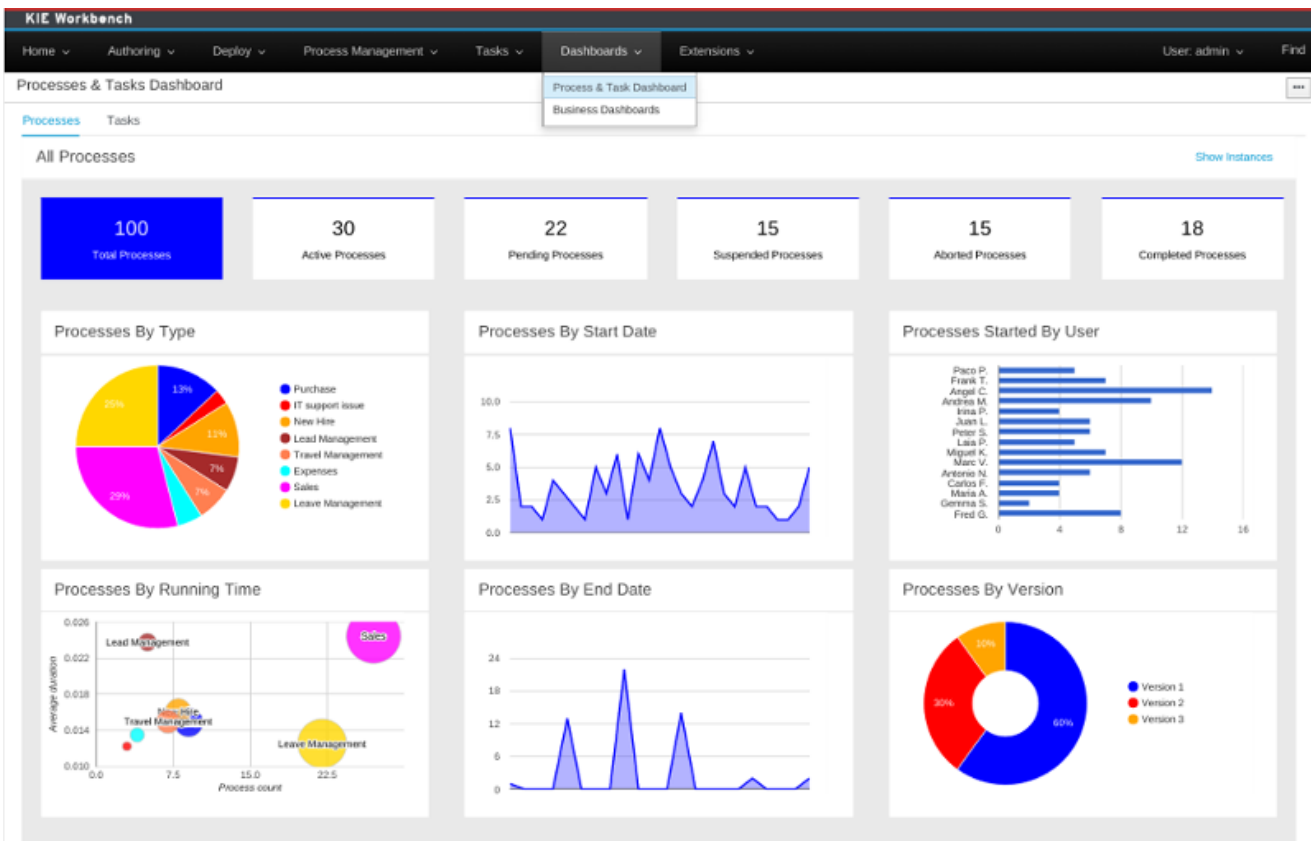 KIE Workbench
Home Authoring Deploy Process Management Tasks Dashboards Extensions User: admin Find
Process & Task Dashboard
Business Dashboards
Processes & Tasks Dashboard
Processes Tasks
All Processes Show Instances
100 30 22 15 15 18
Total Processes Active Processes Pending Processes Suspended Processes Aborted Processes Completed Processes
Processes By Type
13%
11%
7%
7%
29%
25%
Purchase
IT support issue
New Hire
Lead Management
Travel Management
Expenses
Sales
Leave Management
Processes By Start Date
10.0
7.5
5.0
2.5
0.0
Processes Started By User
Paco P.
Frank T.
Angel C.
Andrea M.
Irina P.
Juan L.
Peter S.
Laia P.
Miguel K.
Marc V.
Antonio N.
Carlos F.
Maria A.
Gemma S.
Fred G.
0 4 8 12 16
Processes By Running Time
Average duration
0.026
0.022
0.018
0.014
0.010
Lead Management
Sales
New Hire
Travel Management
Leave Management
0.0 7.5 15.0 22.5
Process count
Processes By End Date
24
18
12
6
0
Processes By Version
10%
30%
60%
Version 1
Version 2
Version 3